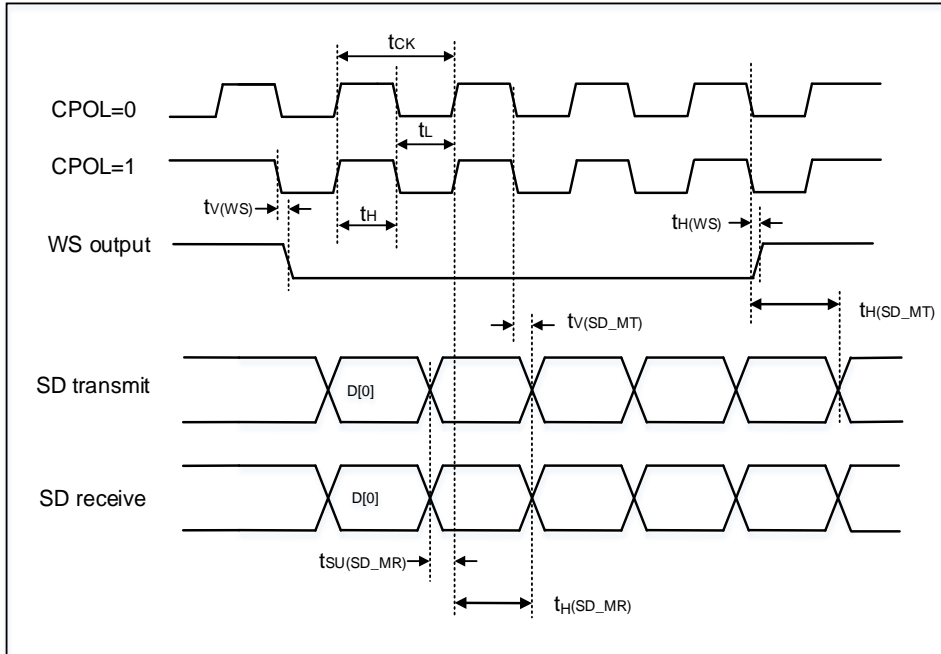 tCK
CPOL=0
tL
CPOL=1
tV(WS)
tH
tH(WS)
WS output
tH(SD_MT)
tV(SD_MT)
SD transmit
D[0]
SD receive
D[0]
tSU(SD_MR)
tH(SD_MR)